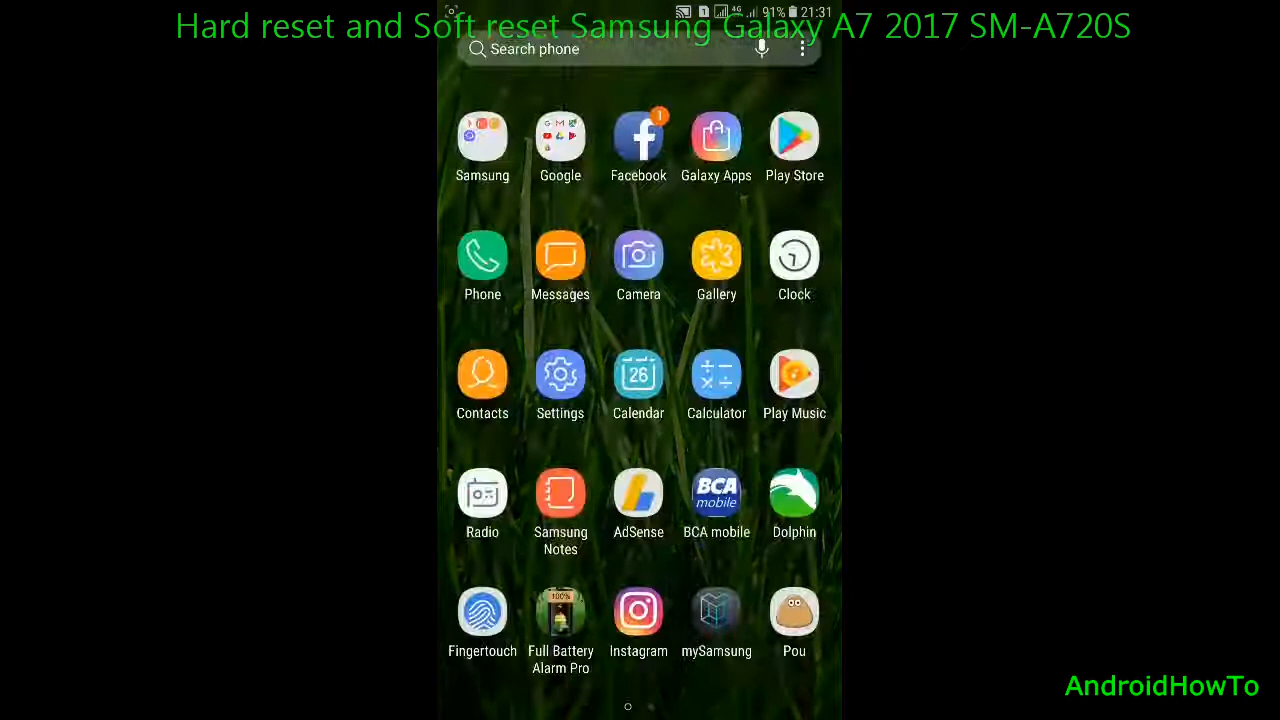 Hard reset and Soft reset Samsung Galaxy A7 2017 SM-A720S
1 4G 91% 21:31
Search phone
1
Samsung Google Facebook Galaxy Apps Play Store
Phone Messages Camera Gallery Clock
26
Contacts Settings Calendar Calculator Play Music
BCA
mobile
Radio Samsung Notes AdSense BCA mobile Dolphin
100%
Fingertouch Full Battery Alarm Pro Instagram mySamsung Pou
AndroidHowTo